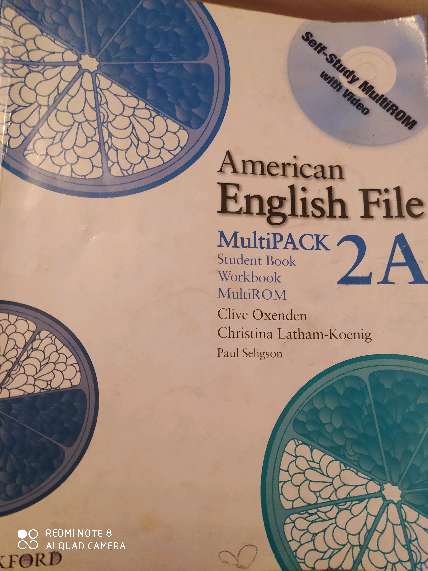 Self-Study MultiROM
with Video
American
English File
MultiPACK 2A
Student Book
Workbook
MultiROM
Clive Oxenden
Christina Latham-Koenig
Paul Seligson
REDMI NOTE 8
AI QUAD CAMERA
XFORD